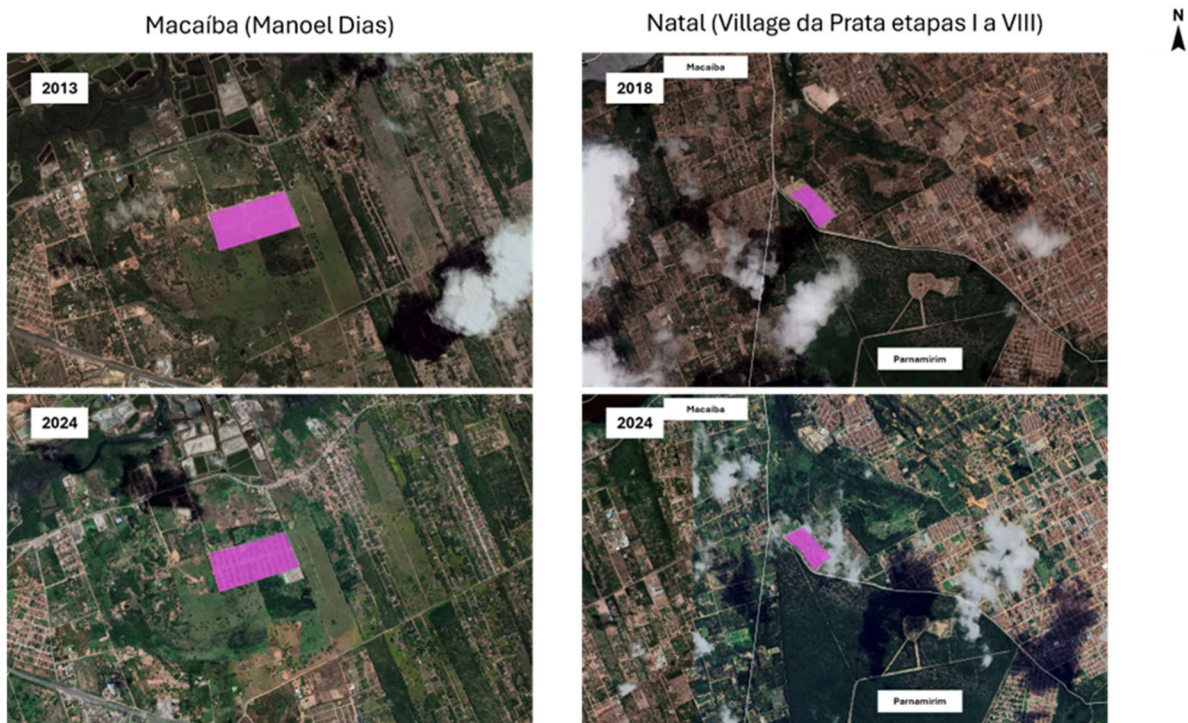 Macaíba (Manoel Dias)
Natal (Village da Prata etapas I a VIII)
N
2013
Macaíba
2018
Parnamirim
2024
Macaíba
2024
Parnamirim